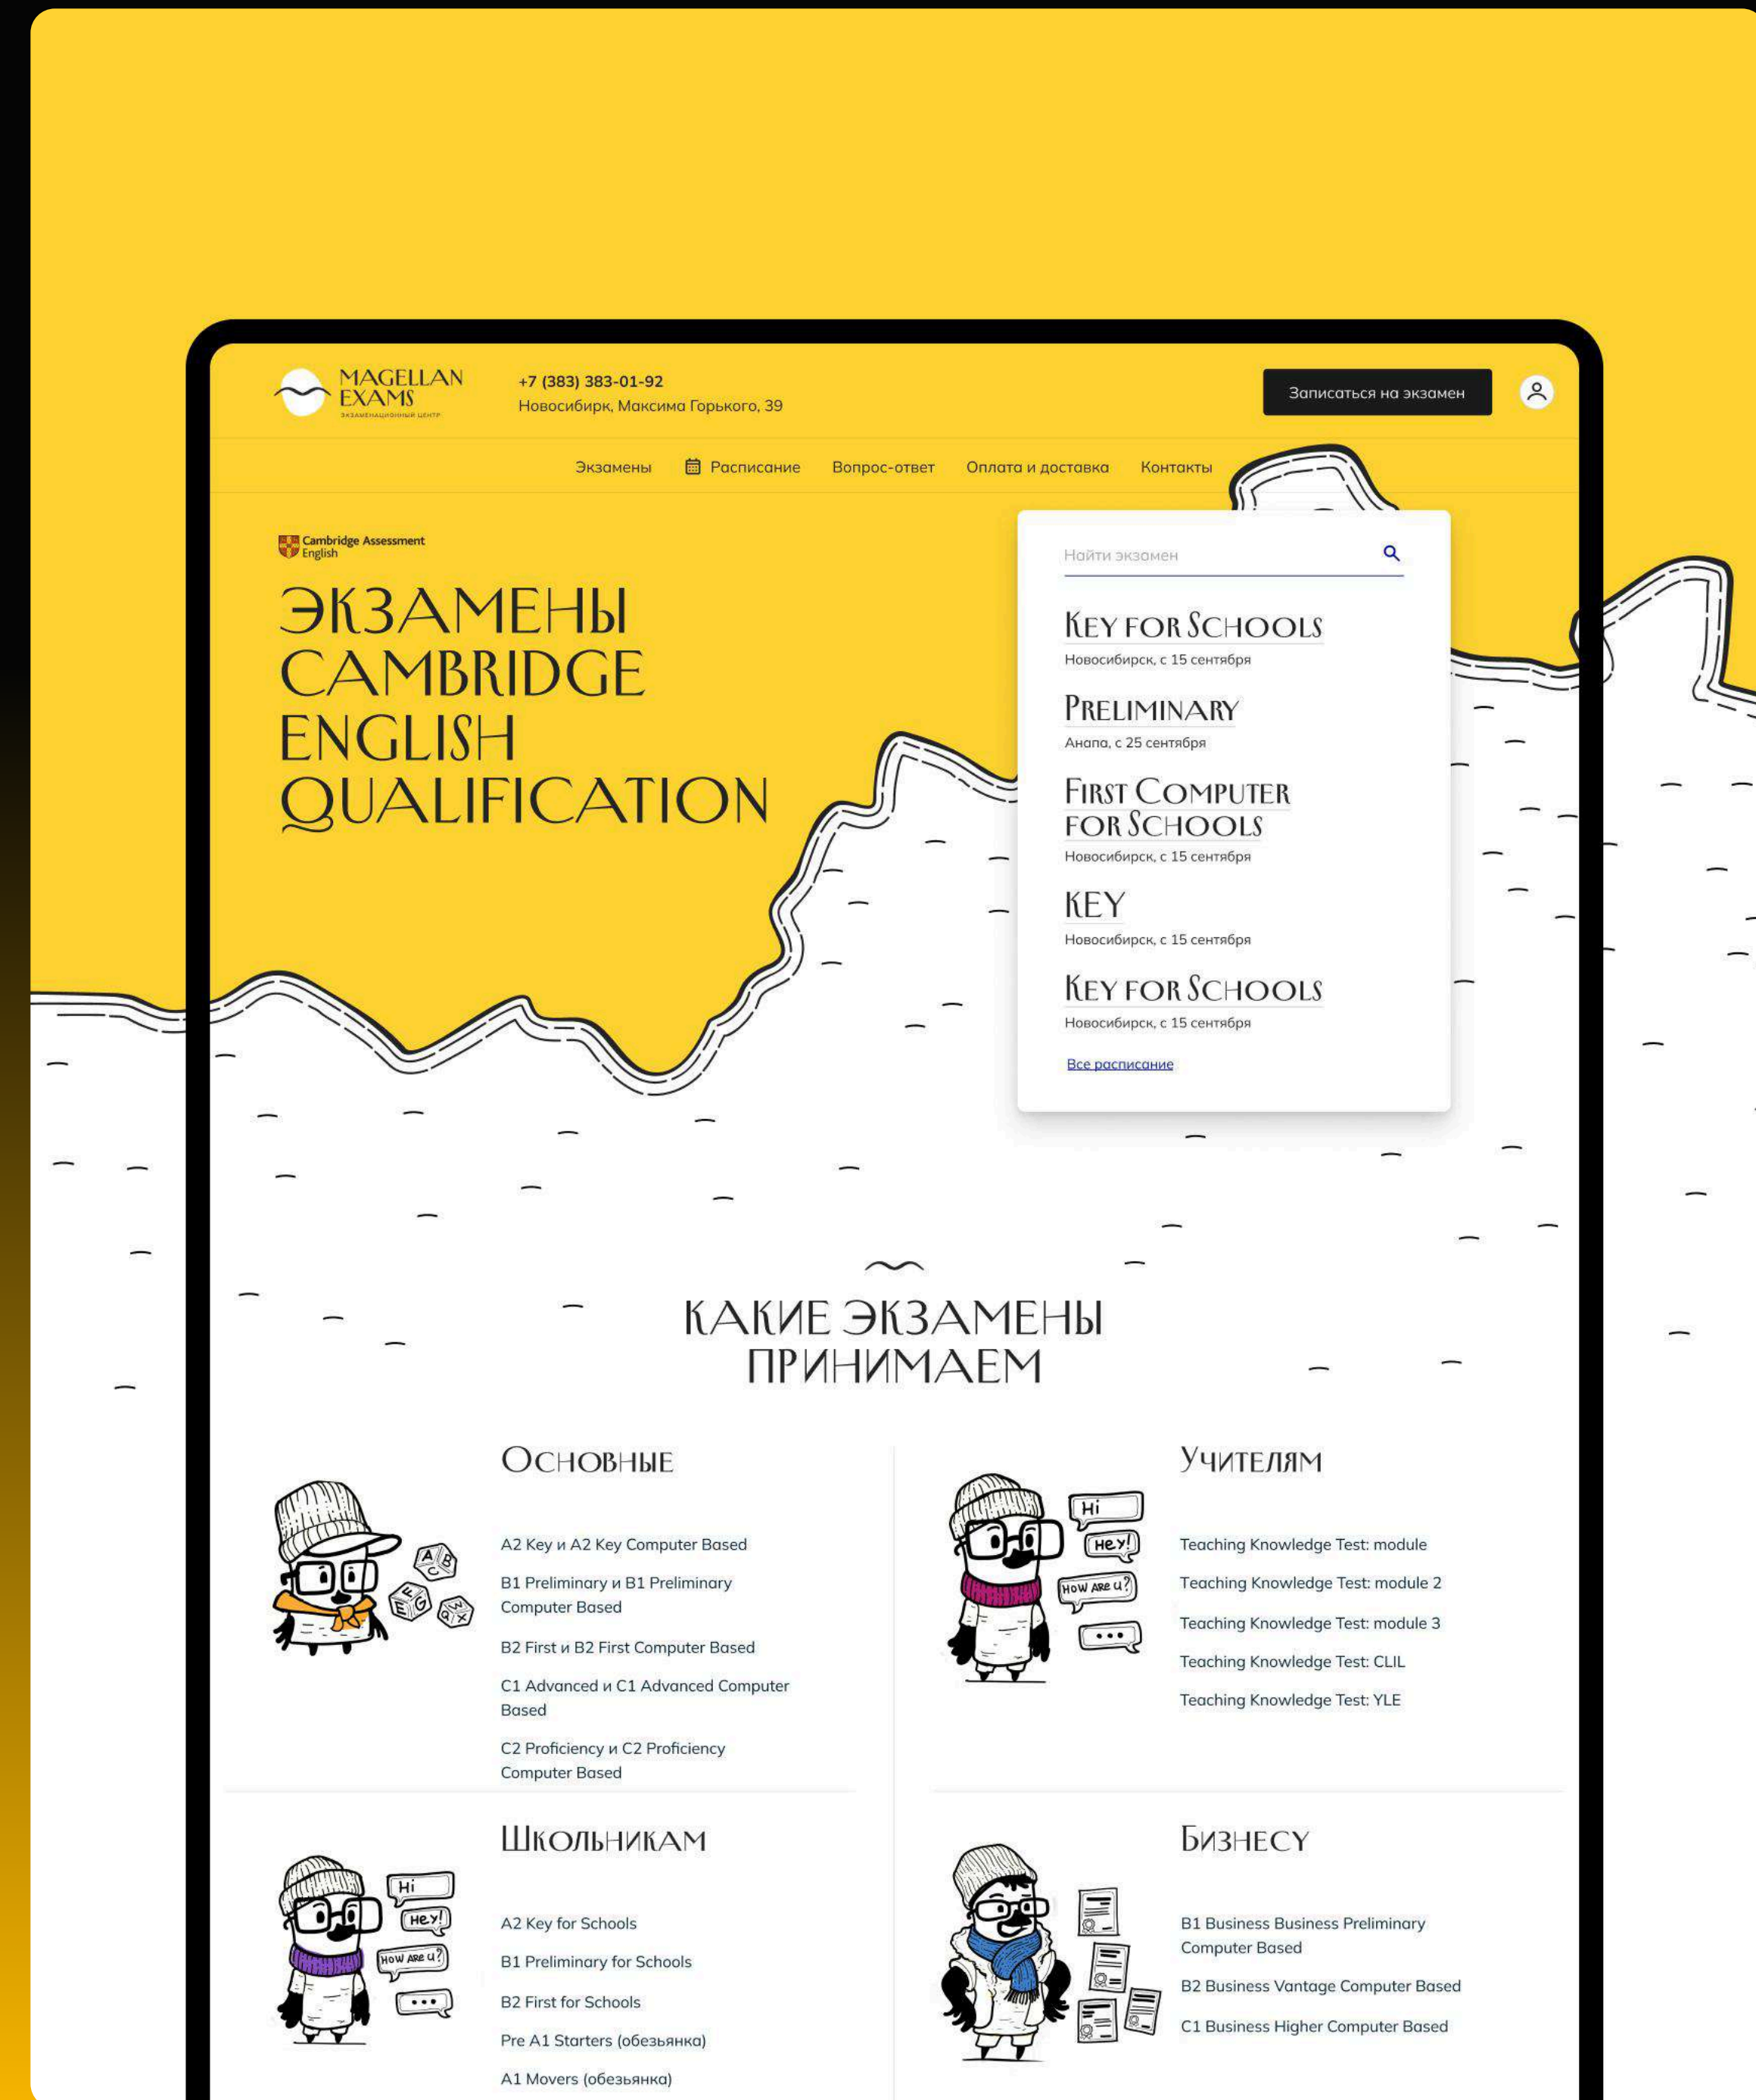 MAGELLAN
EXAMS
ЭКЗАМЕНАЦИОННЫЙ ЦЕНТР
+7 (383) 383-01-92
Новосибирк, Максима Горького, 39
Записаться на экзамен
Экзамены
Расписание
Вопрос-ответ
Оплата и доставка
Контакты
Cambridge Assessment
English
ЭКЗАМЕНЫ
CAMBRIDGE
ENGLISH
QUALIFICATION
Найти экзамен
KEY FOR SCHOOLS
Новосибирск, с 15 сентября
PRELIMINARY
Анапа, с 25 сентября
FIRST COMPUTER
FOR SCHOOLS
Новосибирск, с 15 сентября
KEY
Новосибирск, с 15 сентября
KEY FOR SCHOOLS
Новосибирск, с 15 сентября
Все расписание
КАКИЕ ЭКЗАМЕНЫ
ПРИНИМАЕМ
A B C
E F G
W X
ОСНОВНЫЕ
A2 Key и A2 Key Computer Based
B1 Preliminary и B1 Preliminary
Computer Based
B2 First и B2 First Computer Based
C1 Advanced и C1 Advanced Computer
Based
C2 Proficiency и C2 Proficiency
Computer Based
Hi
Hey!
HOW ARE U?
...
УЧИТЕЛЯМ
Teaching Knowledge Test: module
Teaching Knowledge Test: module 2
Teaching Knowledge Test: module 3
Teaching Knowledge Test: CLIL
Teaching Knowledge Test: YLE
Hi
Hey!
HOW ARE U?
...
ШКОЛЬНИКАМ
A2 Key for Schools
B1 Preliminary for Schools
B2 First for Schools
Pre A1 Starters (обезьянка)
A1 Movers (обезьянка)
БИЗНЕСУ
B1 Business Business Preliminary
Computer Based
B2 Business Vantage Computer Based
C1 Business Higher Computer Based